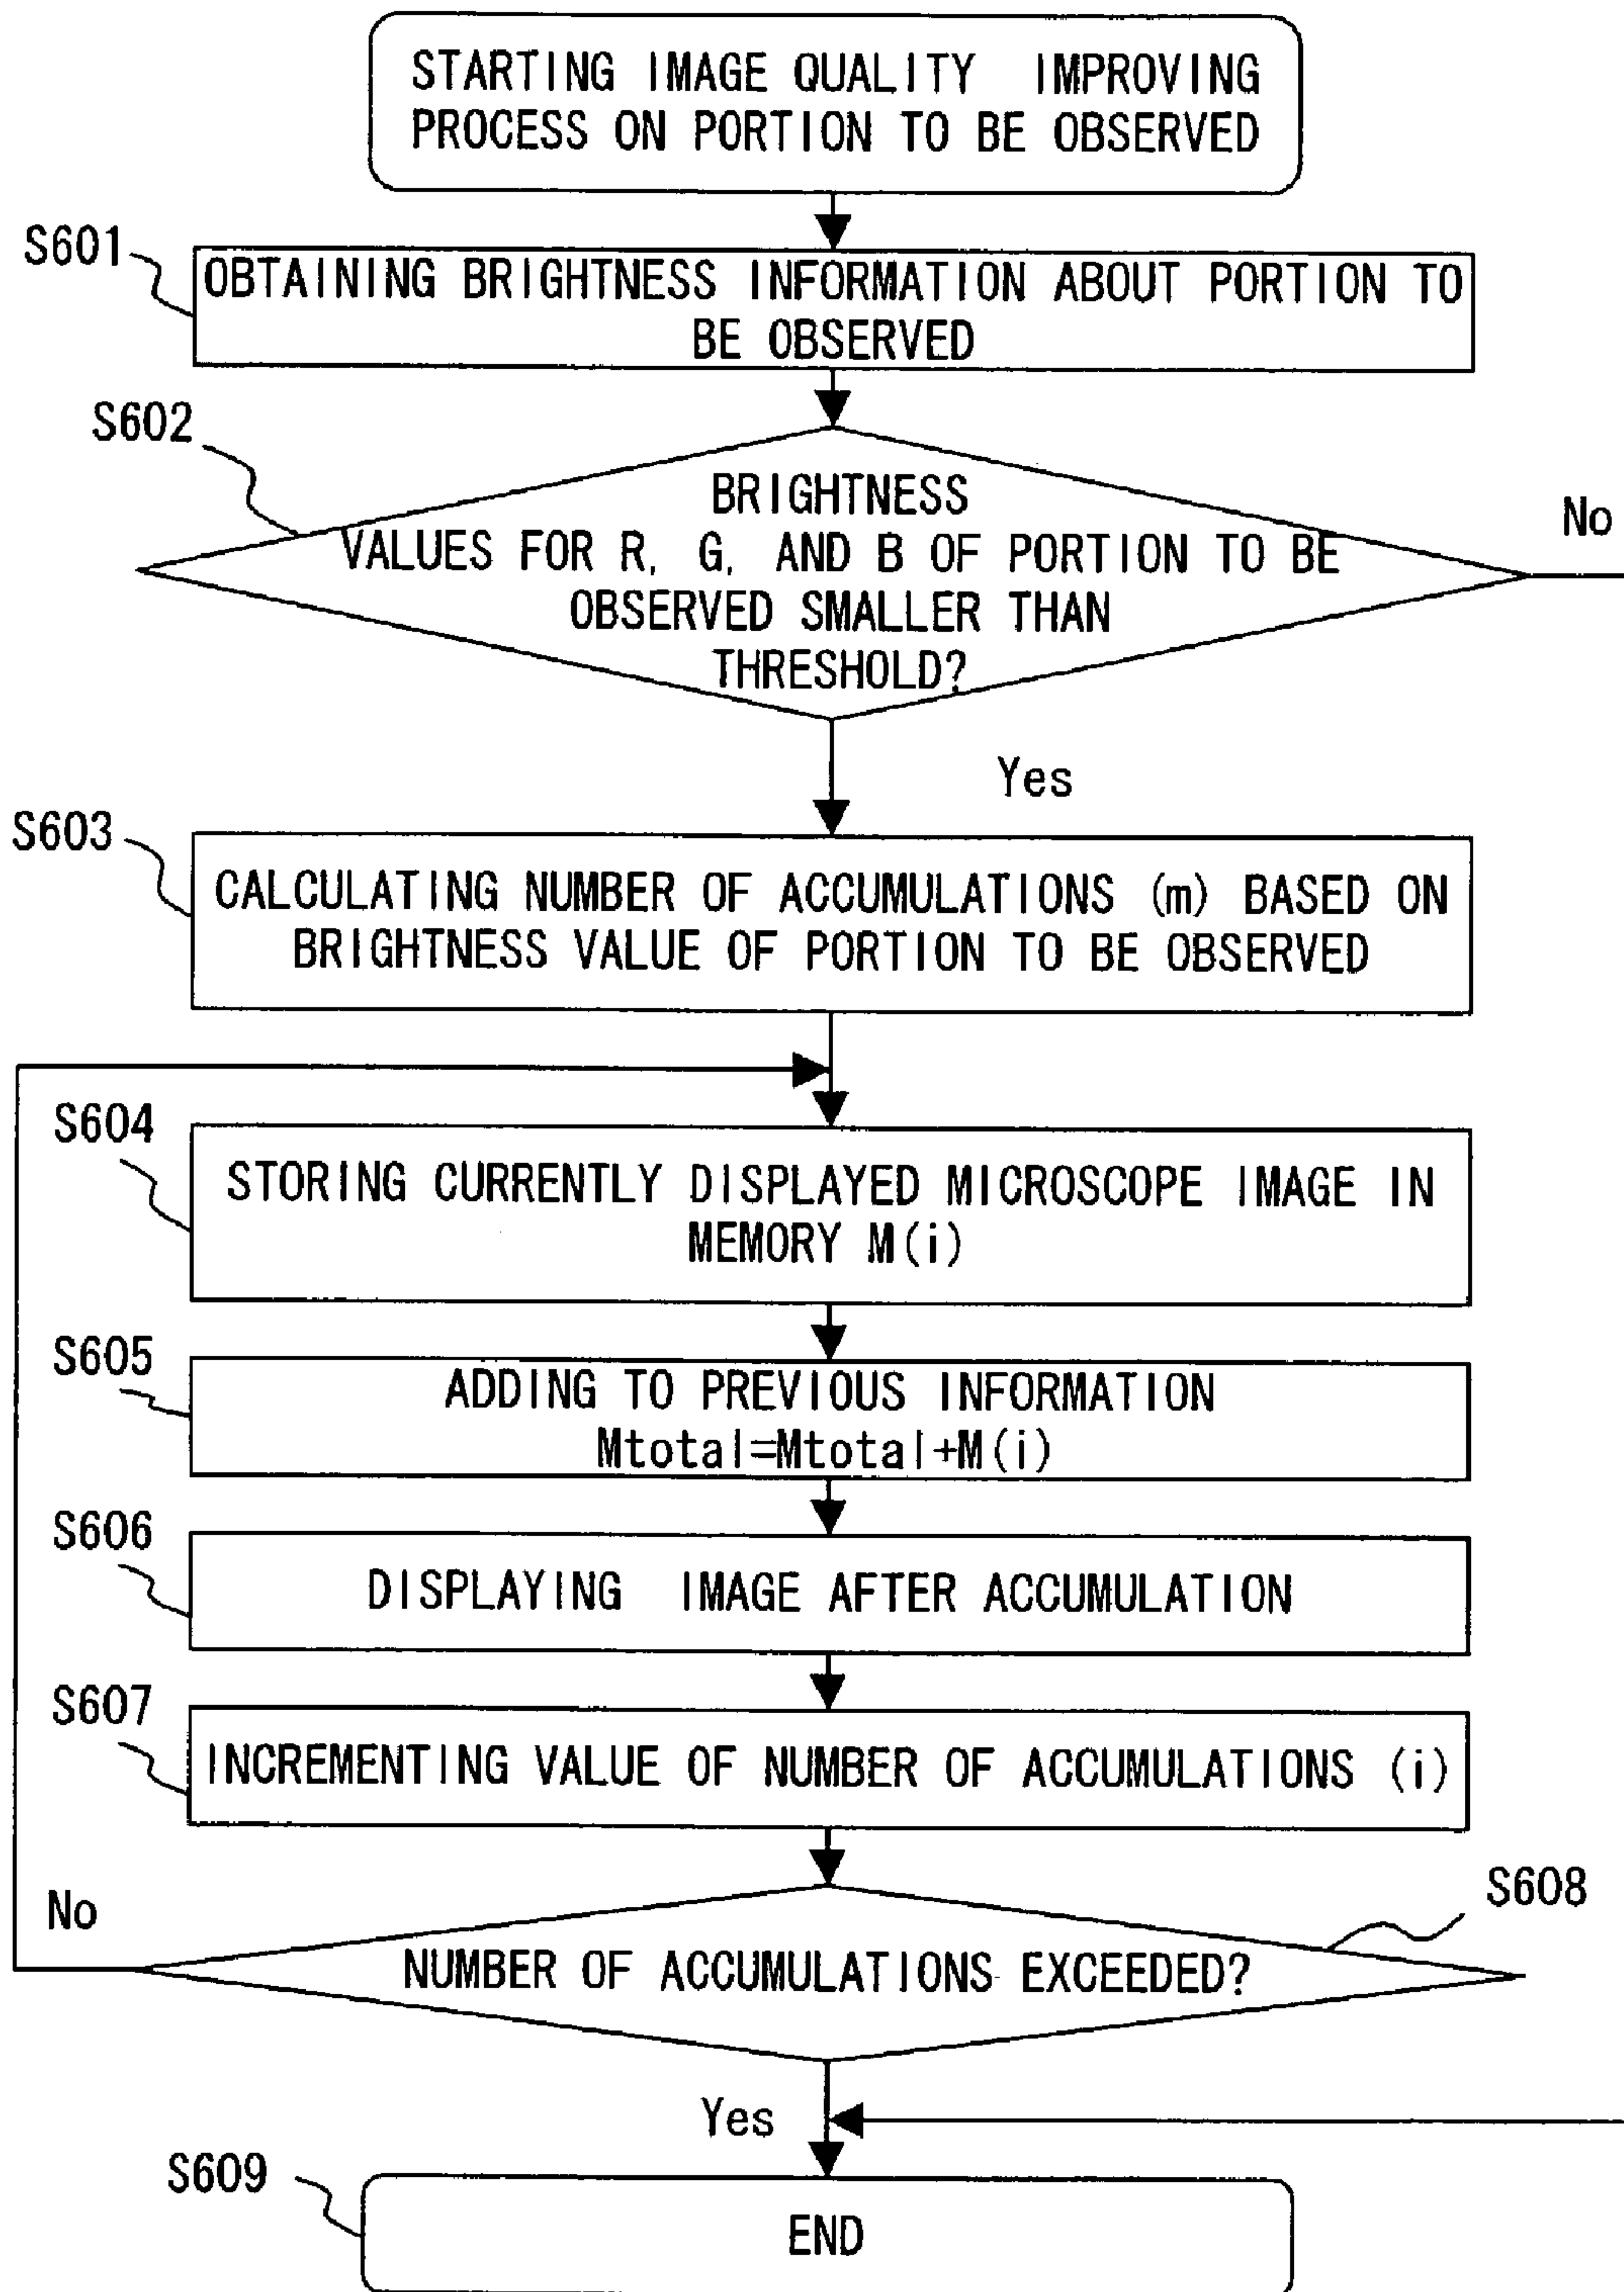 STARTING IMAGE QUALITY IMPROVING
PROCESS ON PORTION TO BE OBSERVED
S601
OBTAINING BRIGHTNESS INFORMATION ABOUT PORTION TO
BE OBSERVED
S602
BRIGHTNESS
VALUES FOR R, G, AND B OF PORTION TO BE
OBSERVED SMALLER THAN
THRESHOLD?
No
Yes
S603
CALCULATING NUMBER OF ACCUMULATIONS (m) BASED ON
BRIGHTNESS VALUE OF PORTION TO BE OBSERVED
S604
STORING CURRENTLY DISPLAYED MICROSCOPE IMAGE IN
MEMORY M(i)
S605
ADDING TO PREVIOUS INFORMATION
Mtotal=Mtotal+M(i)
S606
DISPLAYING IMAGE AFTER ACCUMULATION
S607
INCREMENTING VALUE OF NUMBER OF ACCUMULATIONS (i)
S608
No
NUMBER OF ACCUMULATIONS EXCEEDED?
Yes
S609
END